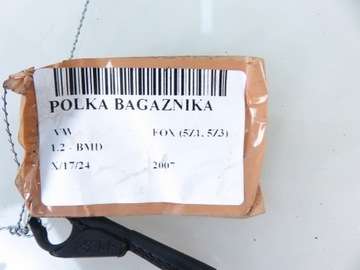 POLKA BAGAZNIKA
VW FOX (5Z1, 5Z3)
1.2 - BMD
X/17/24 2007